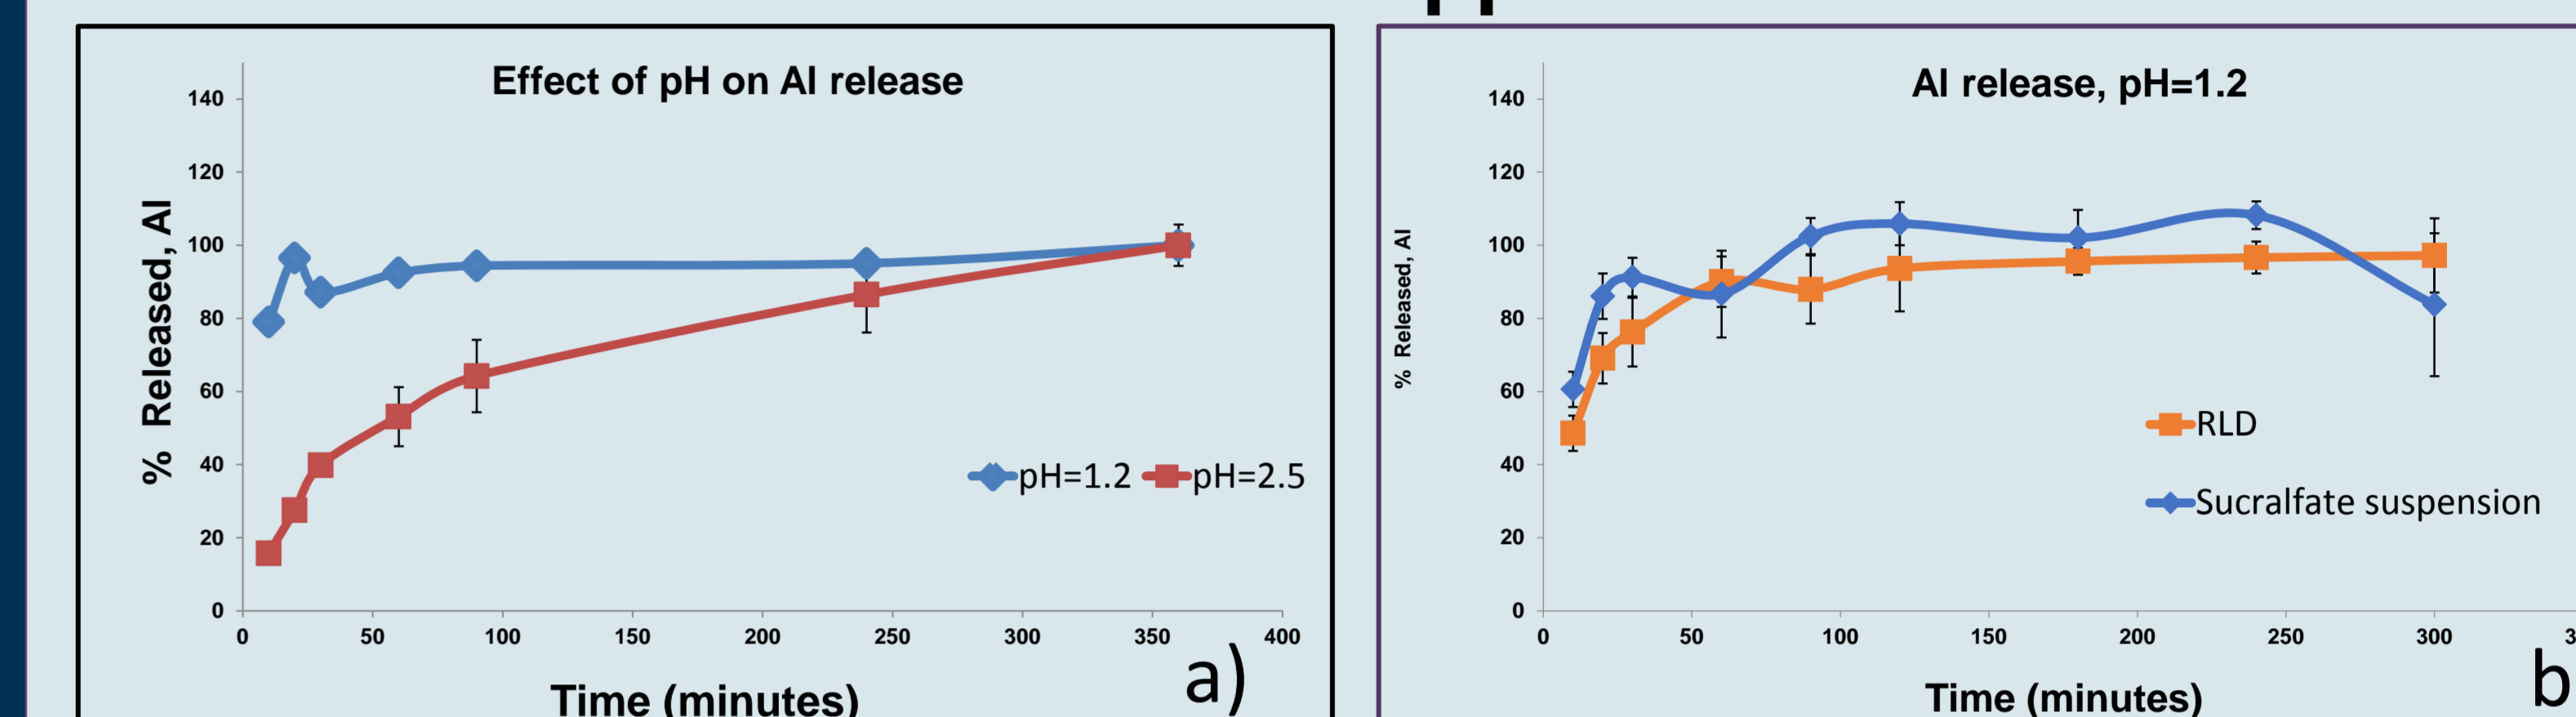 Effect of pH on Al release
140
120
100
80
60
40
20
0
% Released, Al
0 50 100 150 200 250 300 350 400
Time (minutes)
pH=1.2 pH=2.5
a)
Al release, pH=1.2
140
120
100
80
60
40
20
0
% Released, Al
0 50 100 150 200 250 300
Time (minutes)
RLD
Sucralfate suspension
b